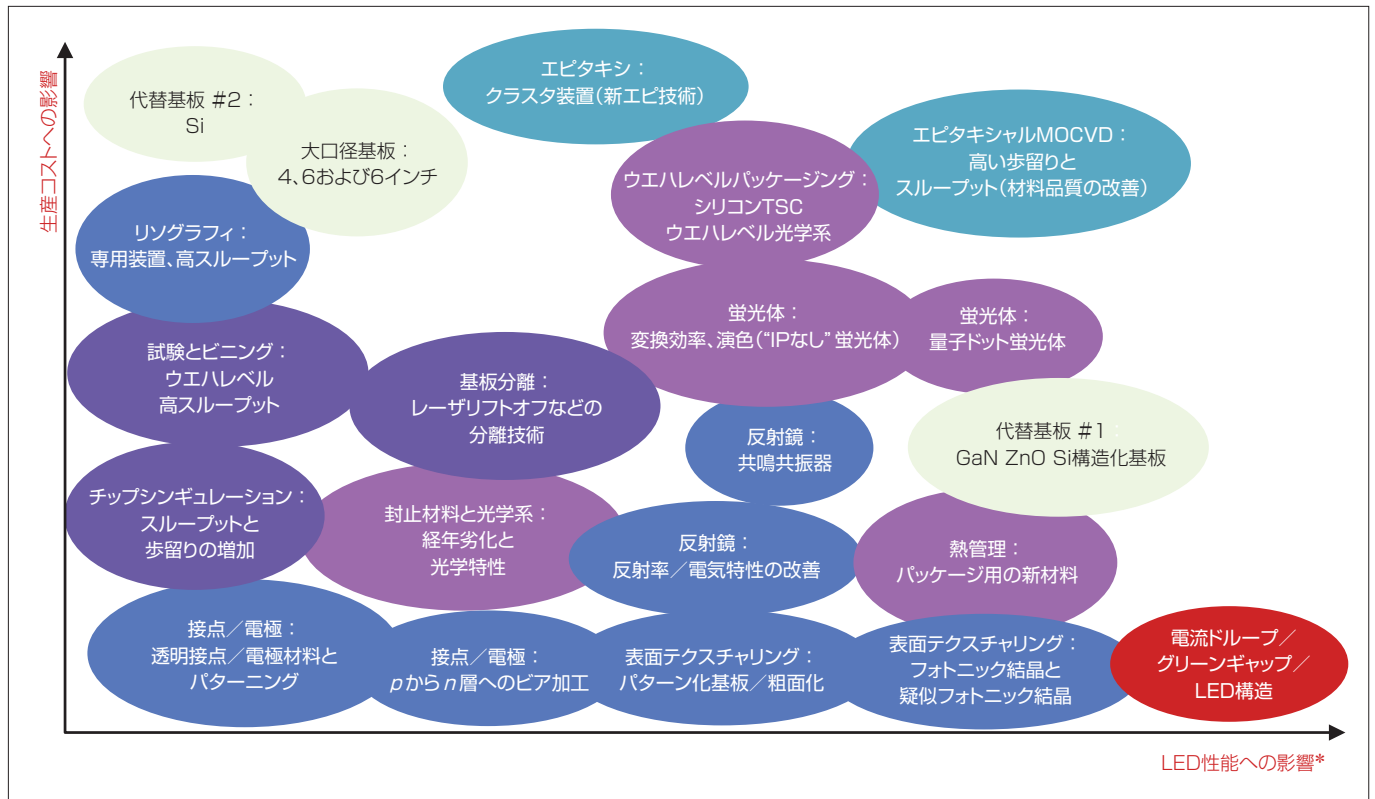 生産コストへの影響
代替基板 #2：
Si
大口径基板：
4、6および6インチ
エピタキシ：
クラスタ装置（新エピ技術）
エピタキシャルMOCVD：
高い歩留りと
スループット（材料品質の改善）
ウエハレベルパッケージング：
シリコンTSC
ウエハレベル光学系
リソグラフィ：
専用装置、高スループット
蛍光体：
変換効率、演色（“IPなし” 蛍光体）
蛍光体：
量子ドット蛍光体
試験とビニング：
ウエハレベル
高スループット
基板分離：
レーザリフトオフなどの
分離技術
反射鏡：
共鳴共振器
代替基板 #1：
GaN ZnO Si構造化基板
チップシンギュレーション：
スループットと
歩留りの増加
封止材料と光学系：
経年劣化と
光学特性
反射鏡：
反射率／電気特性の改善
熱管理：
パッケージ用の新材料
接点／電極：
透明接点／電極材料と
パターニング
接点／電極：
pからn層へのビア加工
表面テクスチャリング：
パターン化基板／粗面化
表面テクスチャリング：
フォトニック結晶と
疑似フォトニック結晶
電流ドループ／
グリーンギャップ／
LED構造
LED性能への影響*